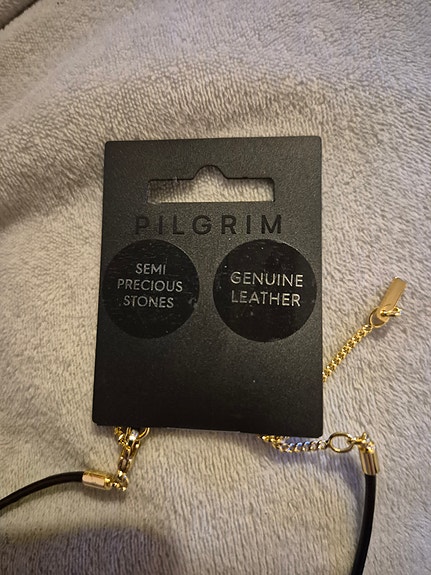 PILGRIM
SEMI
PRECIOUS
STONES
GENUINE
LEATHER